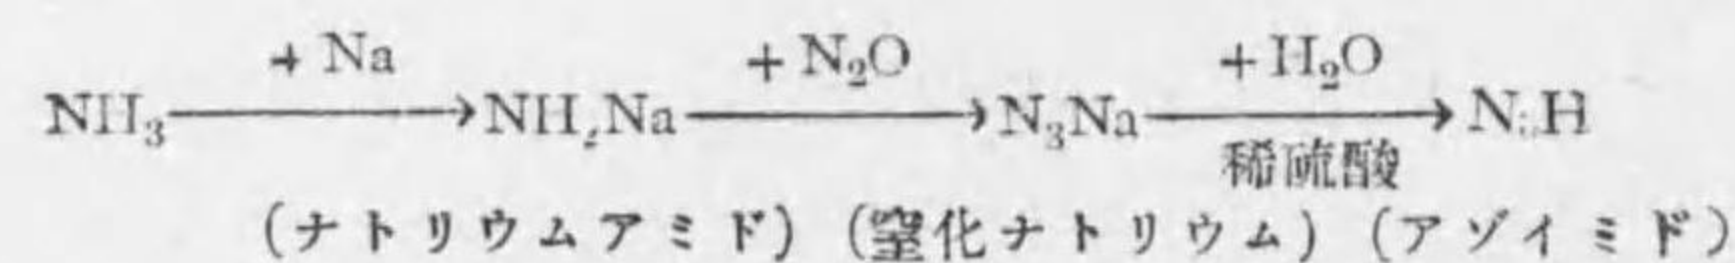 + Na + N₂O + H₂O
NH₃ → NH₂Na → N₃Na → N₃H
稀硫酸
(ナトリウムアミド) (窒化ナトリウム) (アゾイミド)